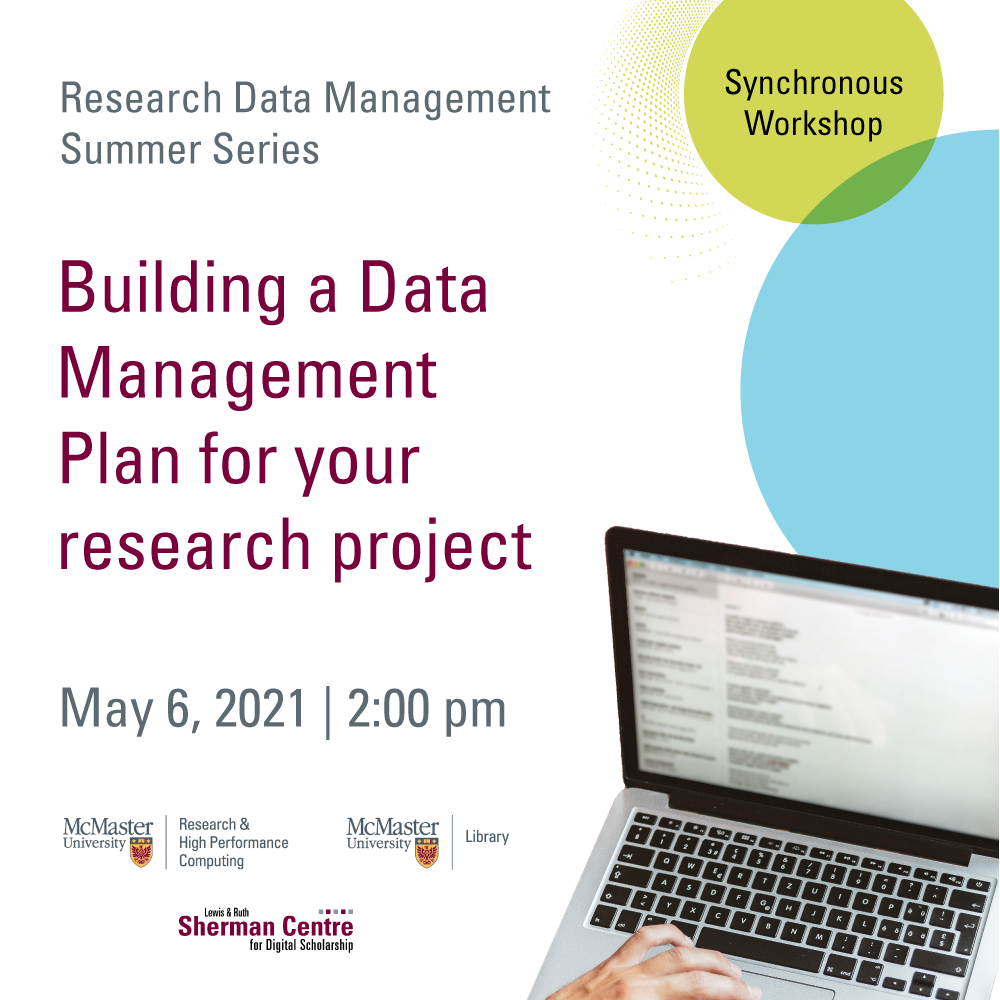 Research Data Management
Summer Series
Synchronous
Workshop
Building a Data
Management
Plan for your
research project
May 6, 2021 | 2:00 pm
McMaster
University
Research &
High Performance
Computing
McMaster
University
Library
Lewis & Ruth
Sherman Centre
for Digital Scholarship